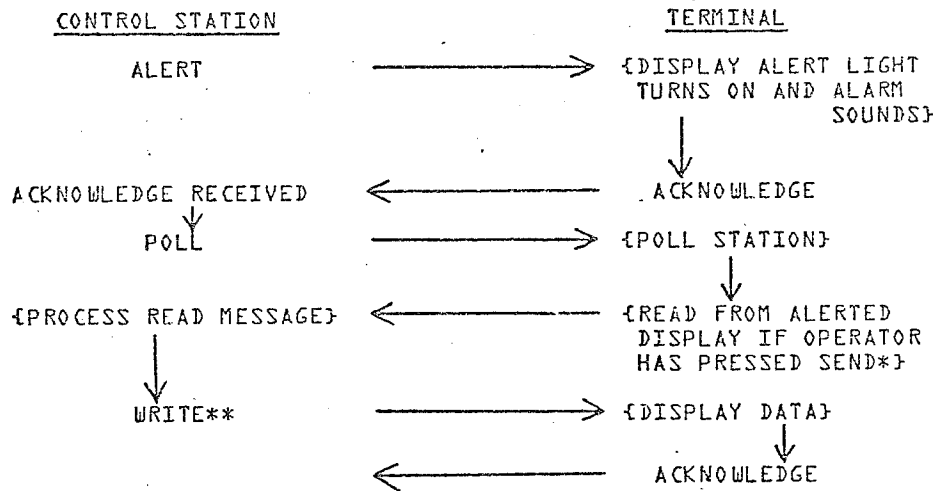 CONTROL STATION
TERMINAL
ALERT
{DISPLAY ALERT LIGHT
TURNS ON AND ALARM
SOUNDS}
ACKNOWLEDGE RECEIVED
ACKNOWLEDGE
POLL
{POLL STATION}
{PROCESS READ MESSAGE}
{READ FROM ALERTED
DISPLAY IF OPERATOR
HAS PRESSED SEND*}
WRITE**
{DISPLAY DATA}
ACKNOWLEDGE